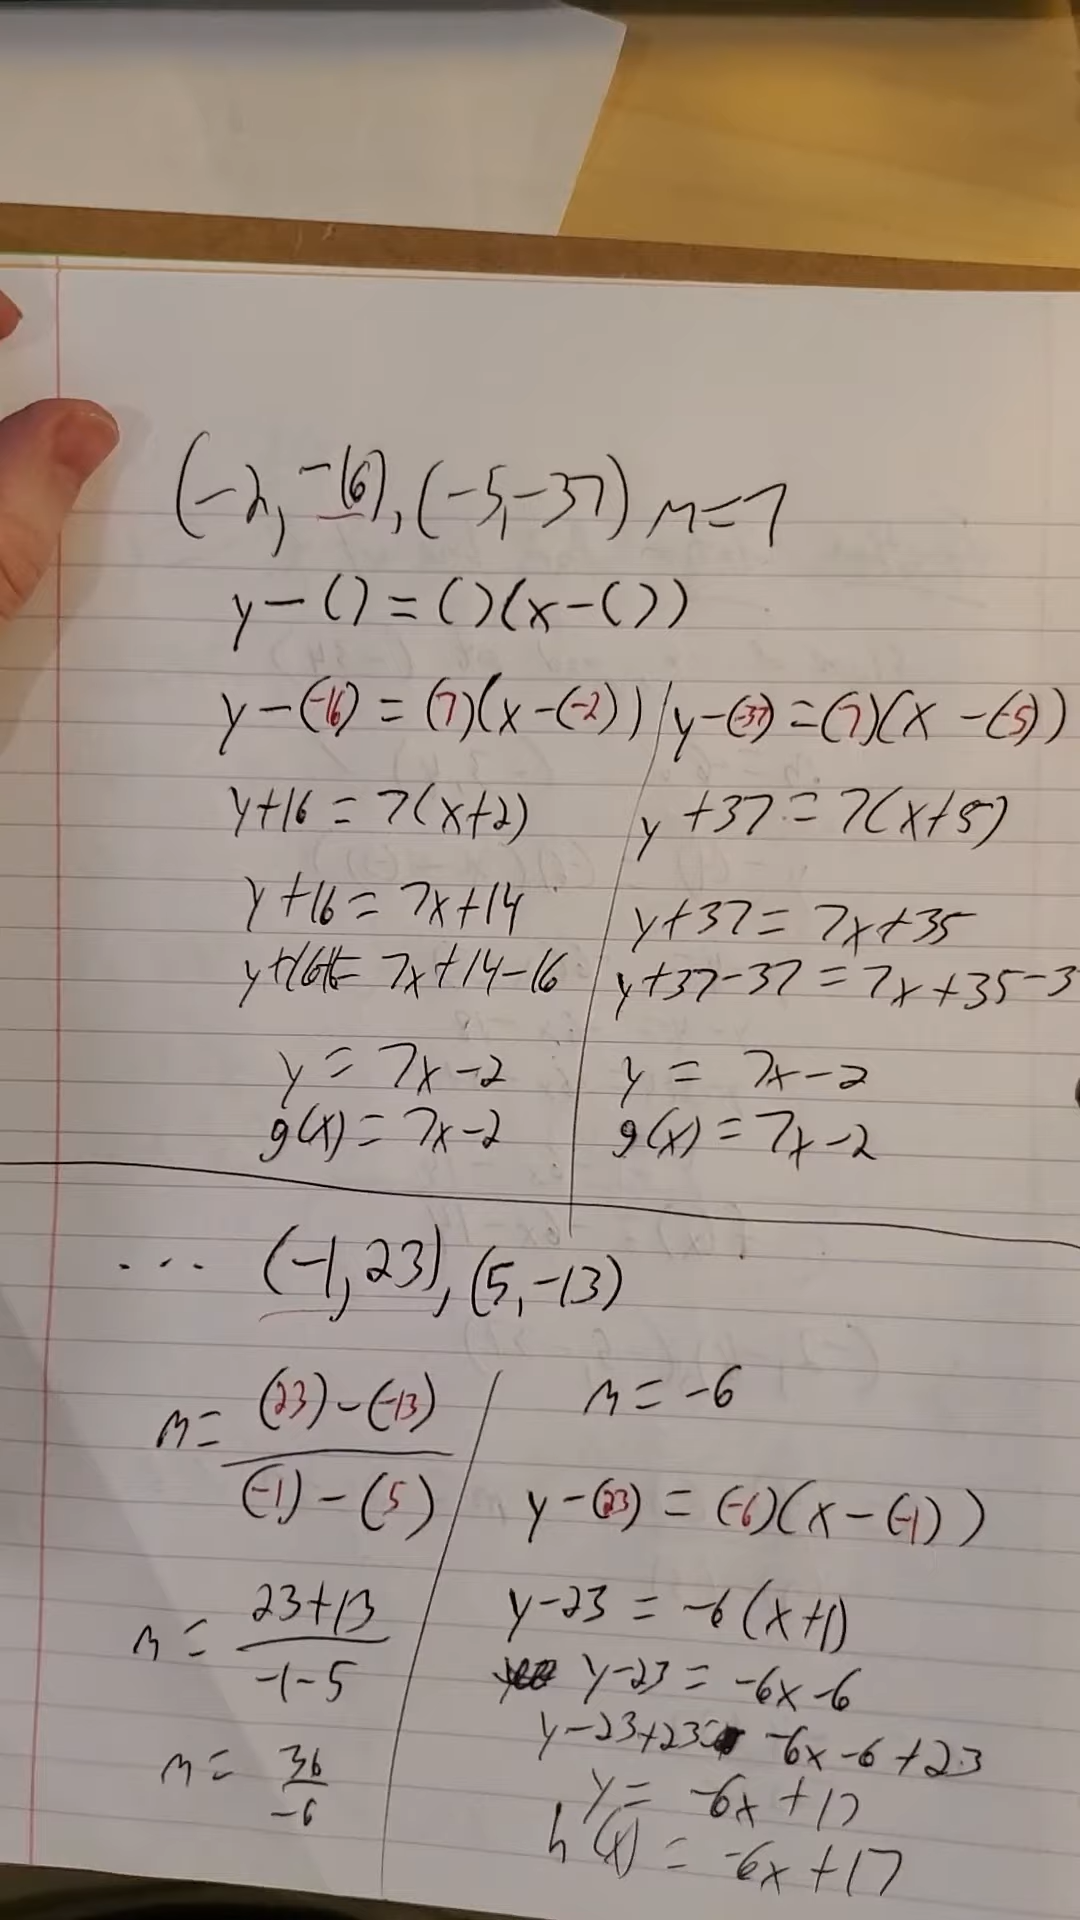 (-2, -16), (-5, -37) m=7
y-()=()(x-())
y-(-16)=(7)(x-(-2))
y+16=7(x+2)
y+16=7x+14
y+16-16=7x+14-16
y=7x-2
g(x)=7x-2
y-(-37)=(7)(x-(-5))
y+37=7(x+5)
y+37=7x+35
y+37-37=7x+35-3
y=7x-2
g(x)=7x-2
... (-1, 23), (5, -13)
m=\frac{(23)-(-13)}{(-1)-(5)}
m=\frac{23+13}{-1-5}
m=\frac{36}{-6}
m=-6
y-(23)=(-6)(x-(-1))
y-23=-6(x+1)
y-23=-6x-6
y-23+23=-6x-6+23
y=-6x+17
h(x)=-6x+17